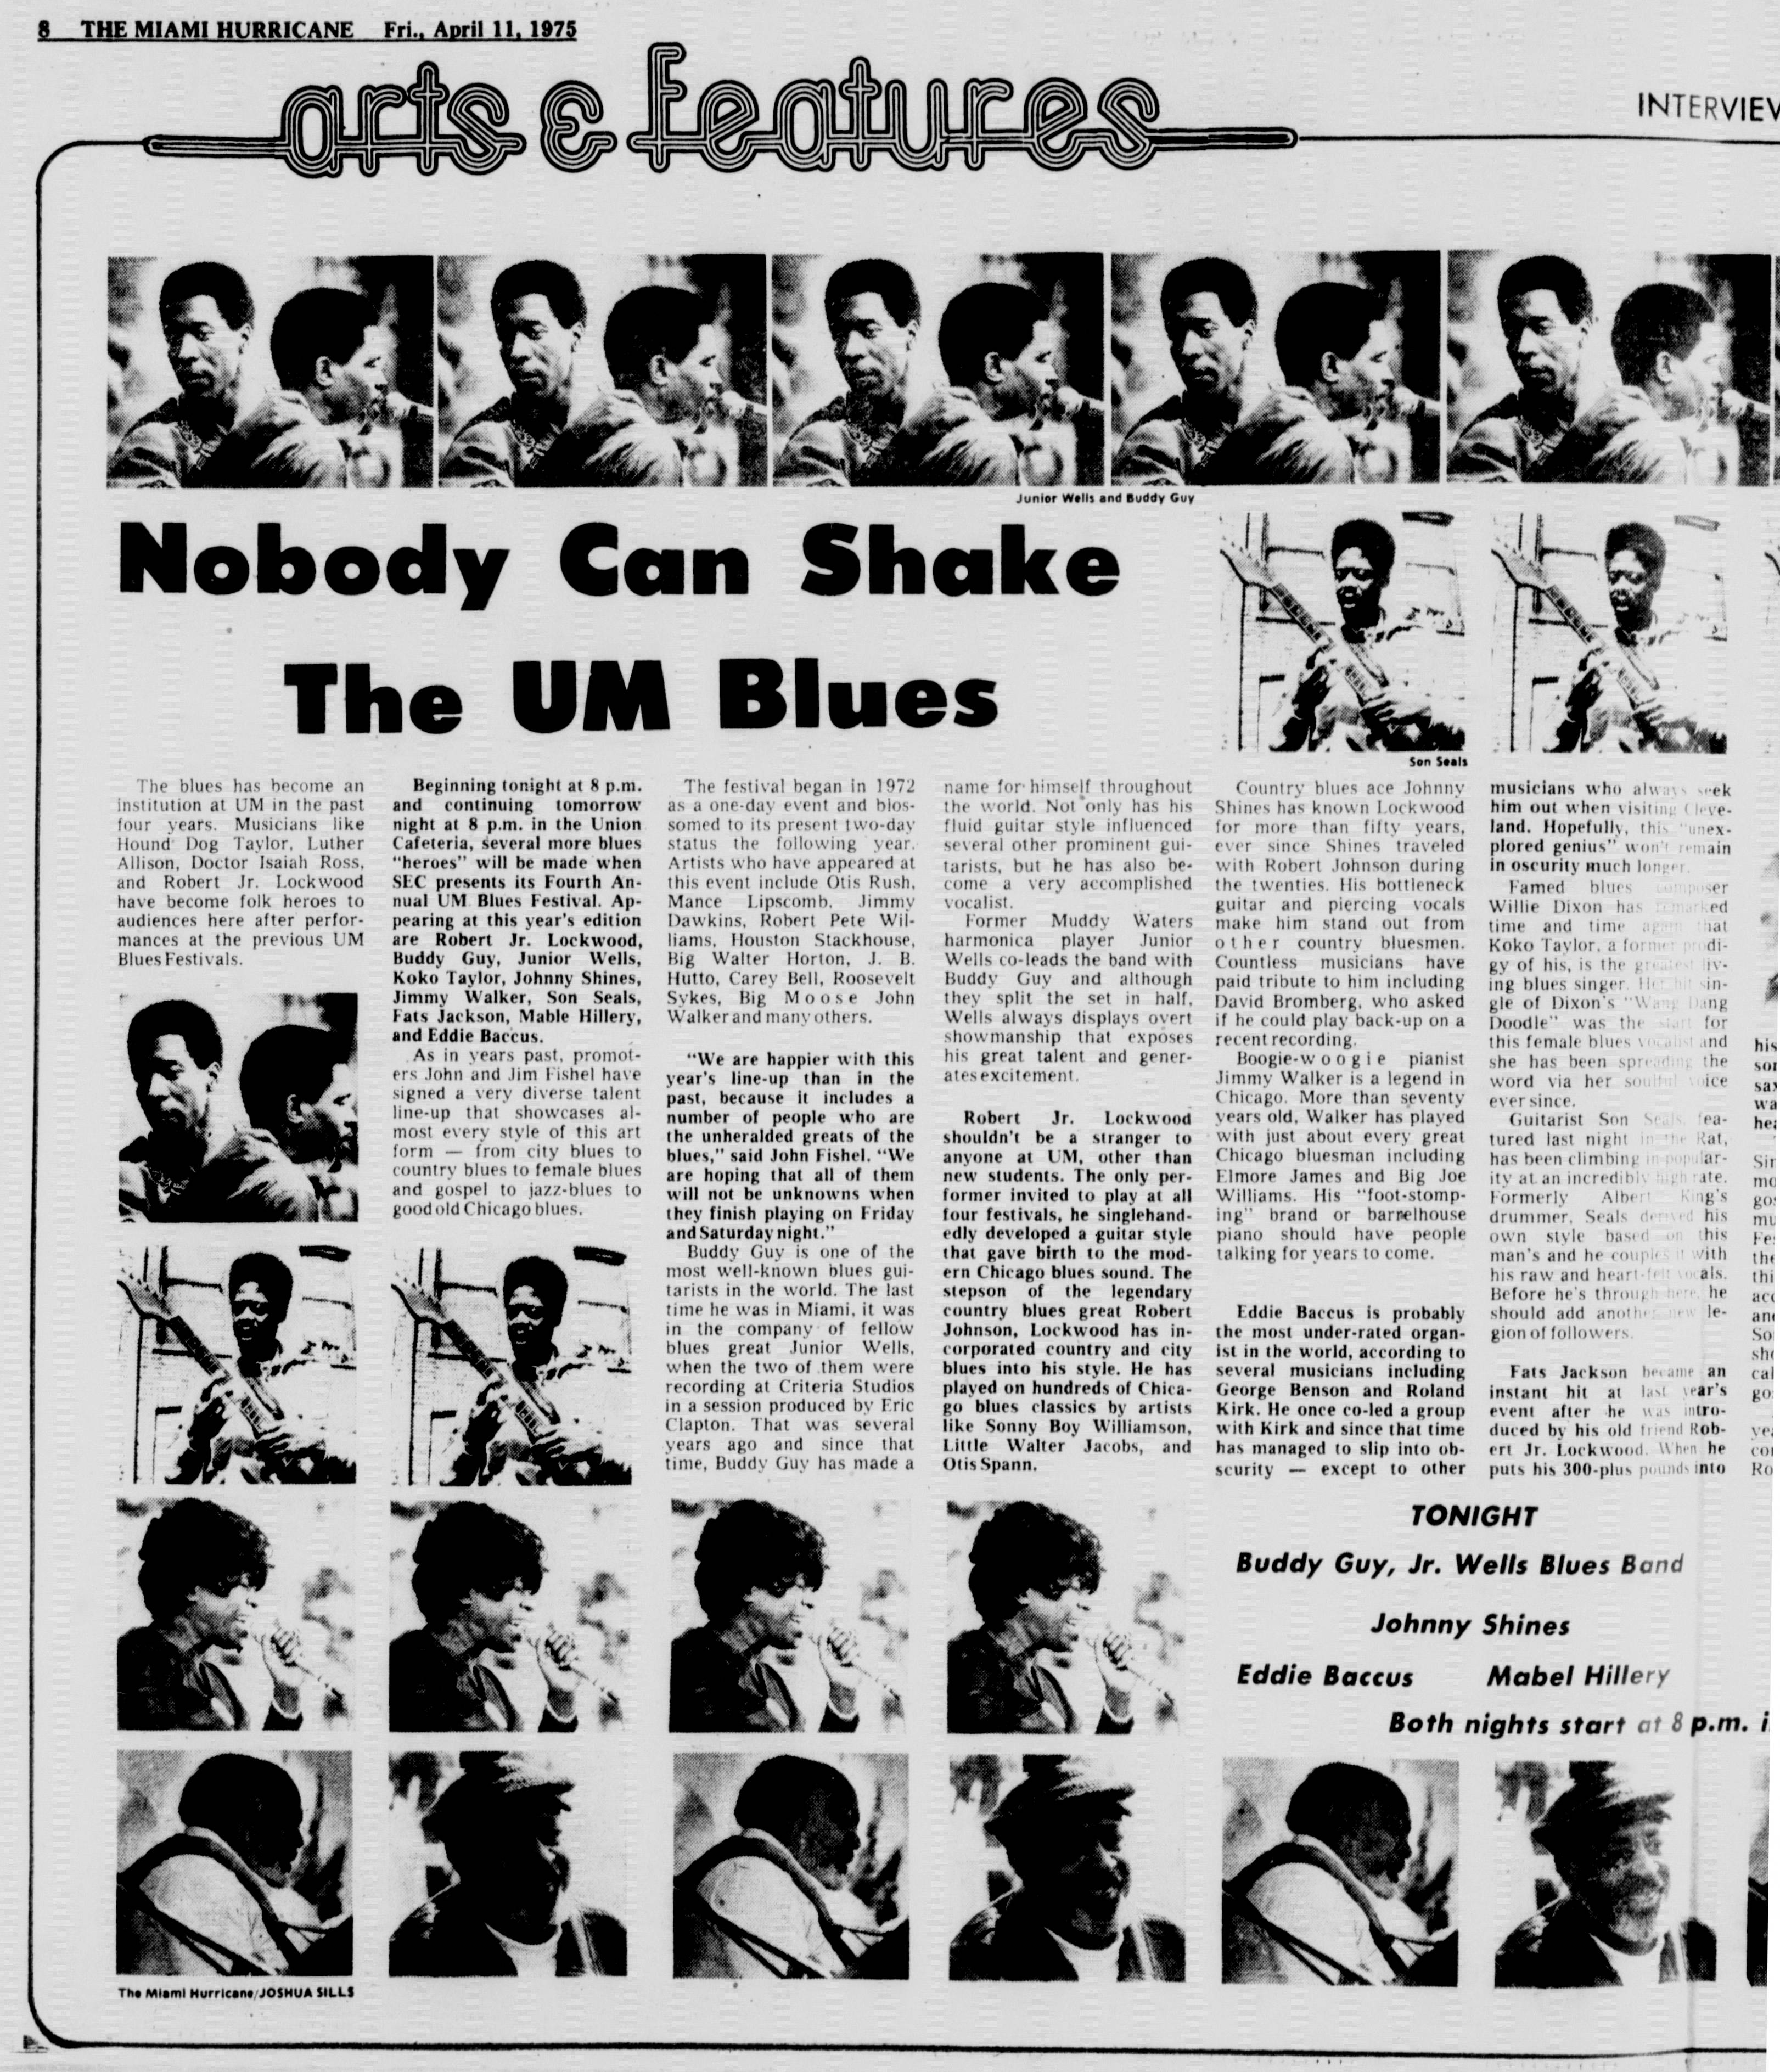 8 THE MIAMI HURRICANE Fri., April 11, 1975
arts & features
INTERVIEW
Junior Wells and Buddy Guy
Nobody Can Shake
The UM Blues
Son Seals
The blues has become an
institution at UM in the past
four years. Musicians like
Hound Dog Taylor, Luther
Allison, Doctor Isaiah Ross,
and Robert Jr. Lockwood
have become folk heroes to
audiences here after perfor-
mances at the previous UM
Blues Festivals.
Beginning tonight at 8 p.m.
and continuing tomorrow
night at 8 p.m. in the Union
Cafeteria, several more blues
"heroes" will be made when
SEC presents its Fourth An-
nual UM Blues Festival. Ap-
pearing at this year's edition
are Robert Jr. Lockwood,
Buddy Guy, Junior Wells,
Koko Taylor, Johnny Shines,
Jimmy Walker, Son Seals,
Fats Jackson, Mable Hillery,
and Eddie Baccus.
As in years past, promot-
ers John and Jim Fishel have
signed a very diverse talent
line-up that showcases al-
most every style of this art
form — from city blues to
country blues to female blues
and gospel to jazz-blues to
good old Chicago blues.
The festival began in 1972
as a one-day event and blos-
somed to its present two-day
status the following year.
Artists who have appeared at
this event include Otis Rush,
Mance Lipscomb, Jimmy
Dawkins, Robert Pete Wil-
liams, Houston Stackhouse,
Big Walter Horton, J. B.
Hutto, Carey Bell, Roosevelt
Sykes, Big Moose John
Walker and many others.
"We are happier with this
year's line-up than in the
past, because it includes a
number of people who are
the unheralded greats of the
blues," said John Fishel. "We
are hoping that all of them
will not be unknowns when
they finish playing on Friday
and Saturday night."
Buddy Guy is one of the
most well-known blues gui-
tarists in the world. The last
time he was in Miami, it was
in the company of fellow
blues great Junior Wells,
when the two of them were
recording at Criteria Studios
in a session produced by Eric
Clapton. That was several
years ago and since that
time, Buddy Guy has made a
name for himself throughout
the world. Not only has his
fluid guitar style influenced
several other prominent gui-
tarists, but he has also be-
come a very accomplished
vocalist.
Former Muddy Waters
harmonica player Junior
Wells co-leads the band with
Buddy Guy and although
they split the set in half,
Wells always displays overt
showmanship that exposes
his great talent and gener-
ates excitement.
Robert Jr. Lockwood
shouldn't be a stranger to
anyone at UM, other than
new students. The only per-
former invited to play at all
four festivals, he singlehand-
edly developed a guitar style
that gave birth to the mod-
ern Chicago blues sound. The
stepson of the legendary
country blues great Robert
Johnson, Lockwood has in-
corporated country and city
blues into his style. He has
played on hundreds of Chica-
go blues classics by artists
like Sonny Boy Williamson,
Little Walter Jacobs, and
Otis Spann.
Country blues ace Johnny
Shines has known Lockwood
for more than fifty years,
ever since Shines traveled
with Robert Johnson during
the twenties. His bottleneck
guitar and piercing vocals
make him stand out from
other country bluesmen.
Countless musicians have
paid tribute to him including
David Bromberg, who asked
if he could play back-up on a
recent recording.
Boogie-woogie pianist
Jimmy Walker is a legend in
Chicago. More than seventy
years old, Walker has played
with just about every great
Chicago bluesman including
Elmore James and Big Joe
Williams. His "foot-stomp-
ing" brand or barrelhouse
piano should have people
talking for years to come.
Eddie Baccus is probably
the most under-rated organ-
ist in the world, according to
several musicians including
George Benson and Roland
Kirk. He once co-led a group
with Kirk and since that time
has managed to slip into ob-
scurity — except to other
musicians who always seek
him out when visiting Cleve-
land. Hopefully, this "unex-
plored genius" won't remain
in oscurity much longer.
Famed blues composer
Willie Dixon has remarked
time and time again that
Koko Taylor, a former prodi-
gy of his, is the greatest liv-
ing blues singer. Her hit sin-
gle of Dixon's "Wang Dang
Doodle" was the start for
this female blues vocalist and
she has been spreading the
word via her soulful voice
ever since.
Guitarist Son Seals, fea-
tured last night in the Rat,
has been climbing in popular-
ity at an incredibly high rate.
Formerly Albert King's
drummer, Seals derived his
own style based on this
man's and he couples it with
his raw and heart-felt vocals.
Before he's through here, he
should add another new le-
gion of followers.
Fats Jackson became an
instant hit at last year's
event after he was intro-
duced by his old friend Rob-
ert Jr. Lockwood. When he
puts his 300-plus pounds into
TONIGHT
Buddy Guy, Jr. Wells Blues Band
Johnny Shines
Eddie Baccus Mabel Hillery
Both nights start at 8 p.m. i
The Miami Hurricane/JOSHUA SILLS